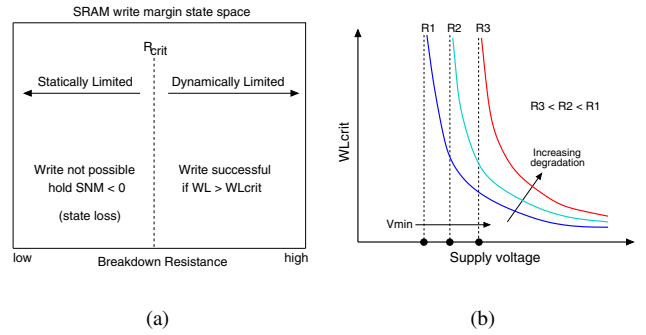 SRAM write margin state space
Rcrit
Statically Limited
Dynamically Limited
Write not possible
hold SNM < 0
(state loss)
Write successful
if WL > WLcrit
low
Breakdown Resistance
high
(a)
R1 R2 R3
R3 < R2 < R1
Increasing
degradation
WLcrit
Vmin
Supply voltage
(b)